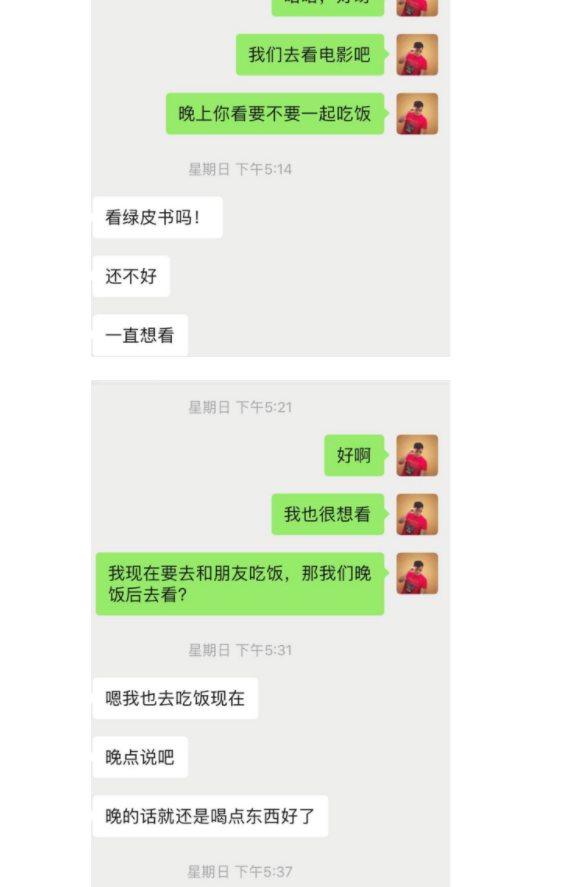 我们去看电影吧
晚上你看要不要一起吃饭
星期日 下午5:14
看绿皮书吗!
还不好
一直想看
星期日 下午5:21
好啊
我也很想看
我现在要去和朋友吃饭，那我们晚
饭后去看?
星期日 下午5:31
嗯我也去吃饭现在
晚点说吧
晚的话就还是喝点东西好了
星期日 下午5:37